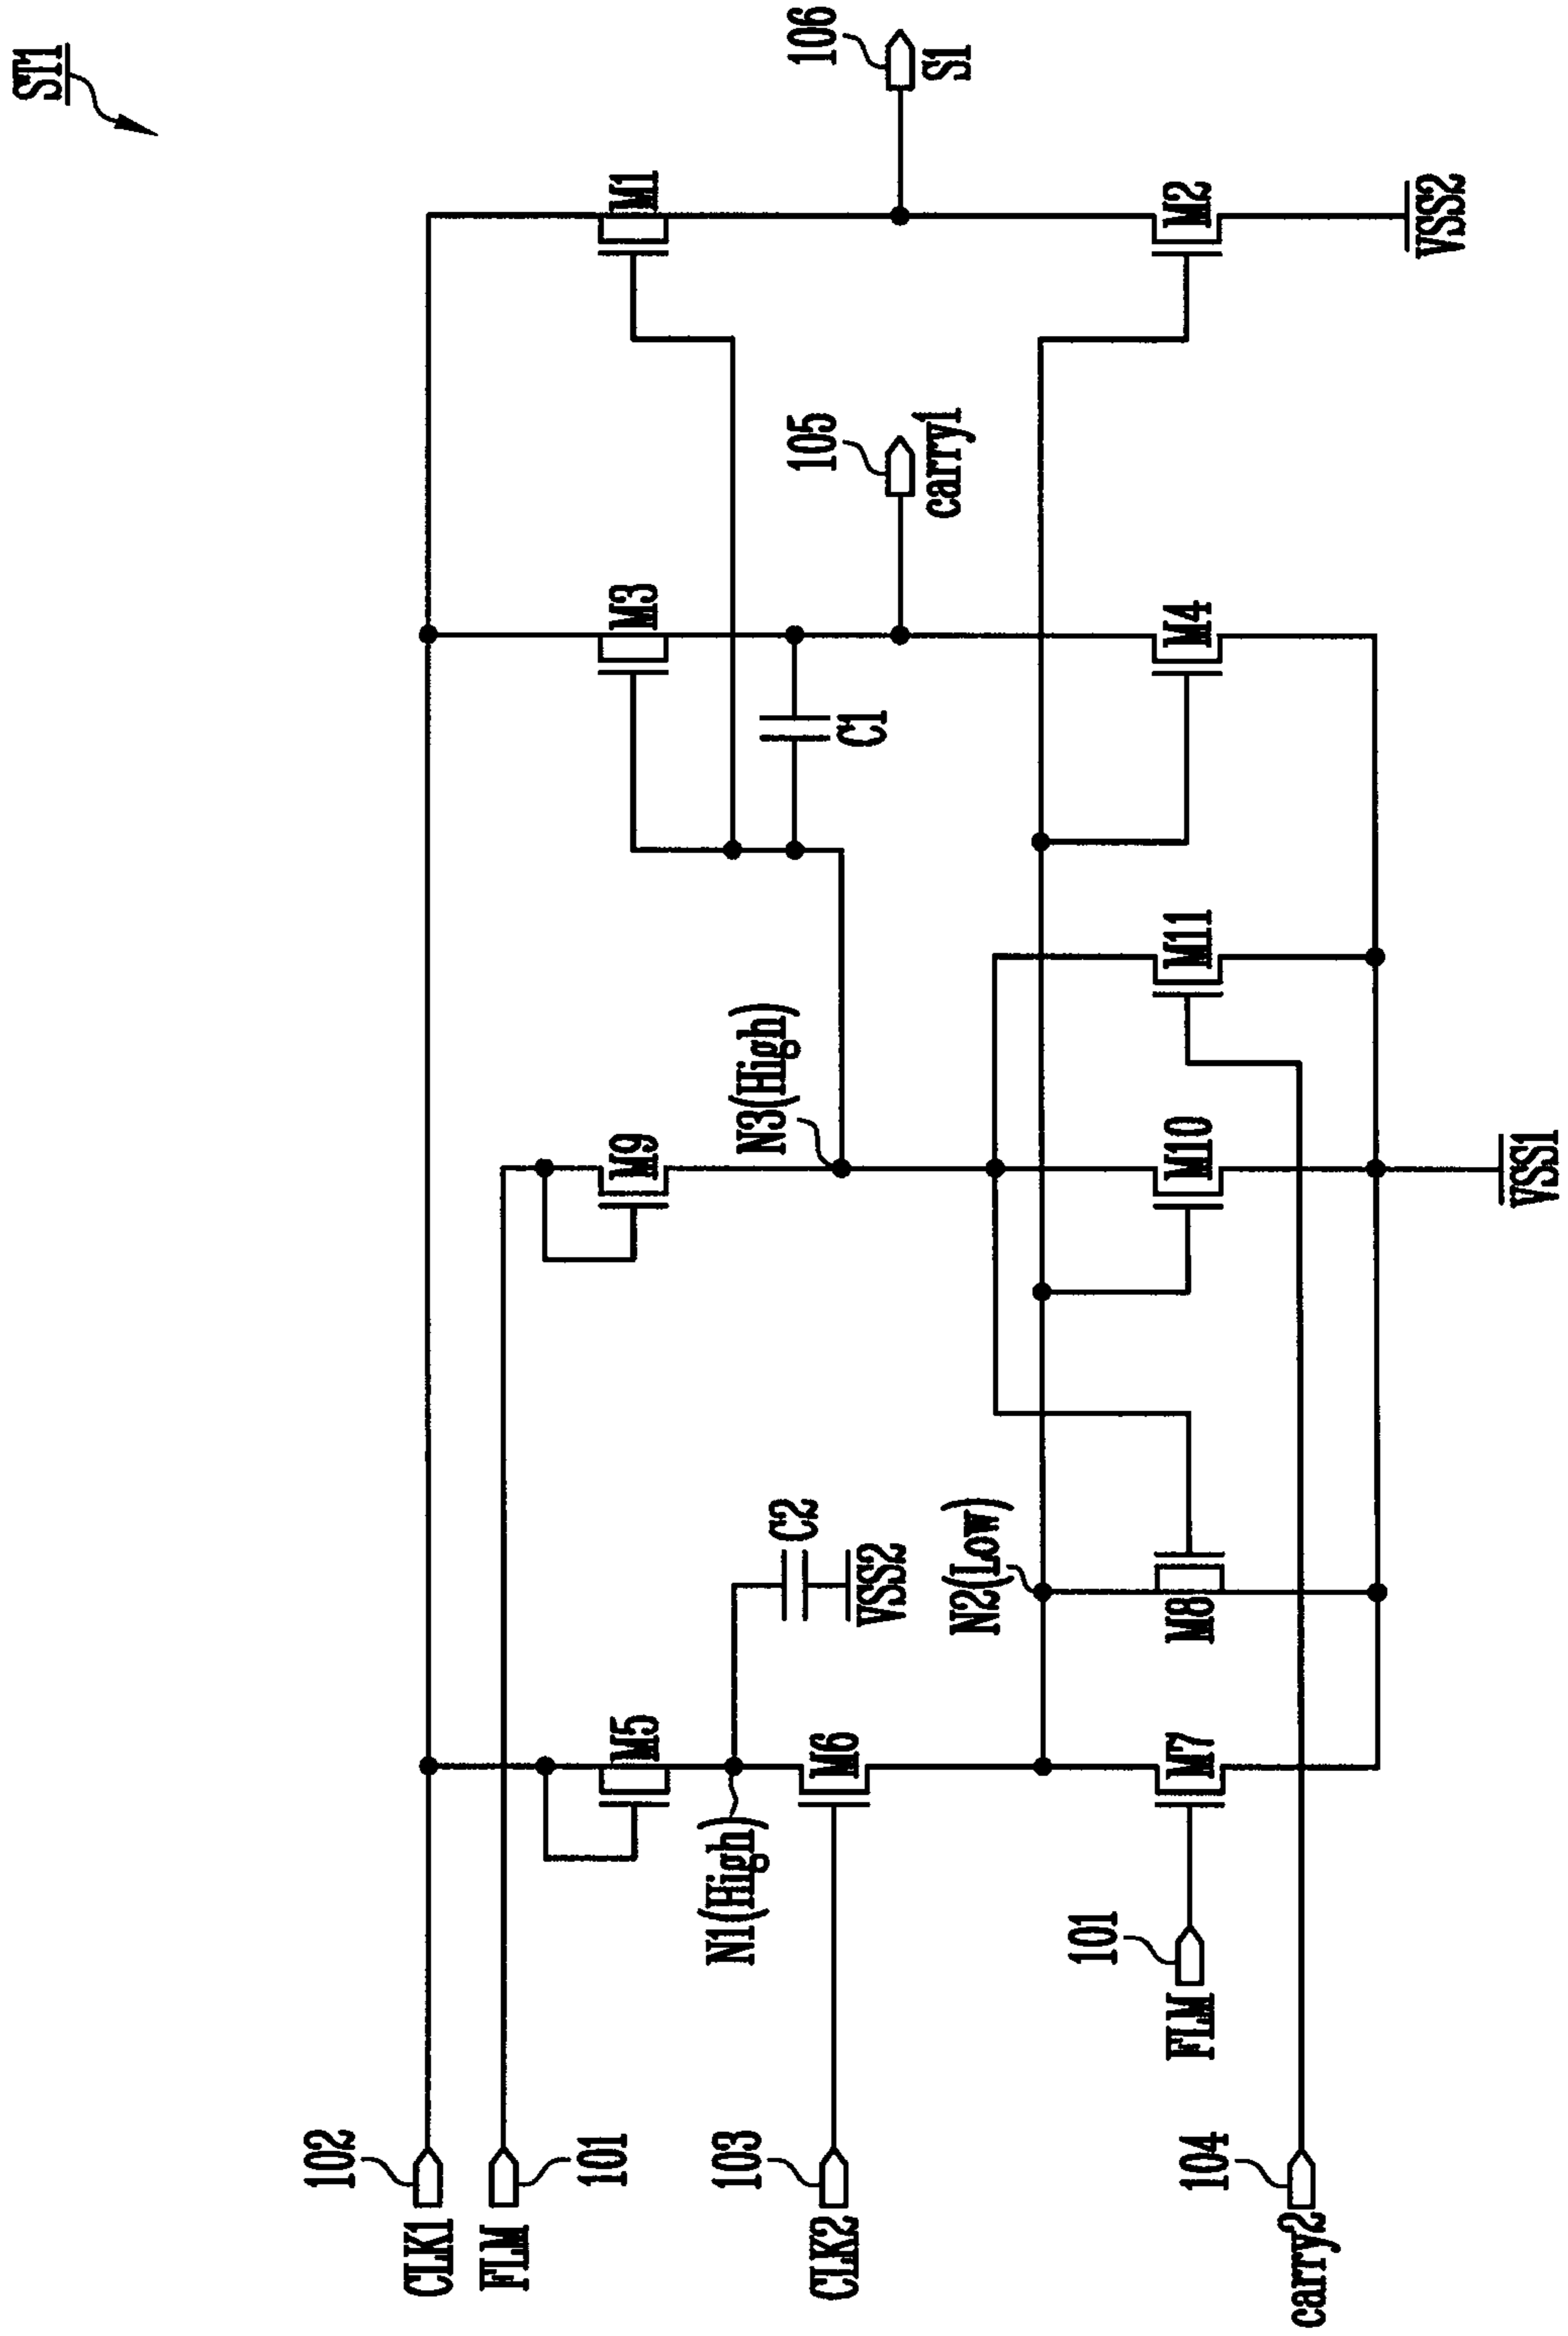 ST1
102
CLK1
101
FLM
103
CLK2
101
FLM
104
carry2
M5
N1(High)
C2
VSS2
M6
M7
N2(Low)
M8
M9
N3(High)
M10
M11
VSS1
M3
C1
105
carry1
M4
M1
106
S1
M2
VSS2